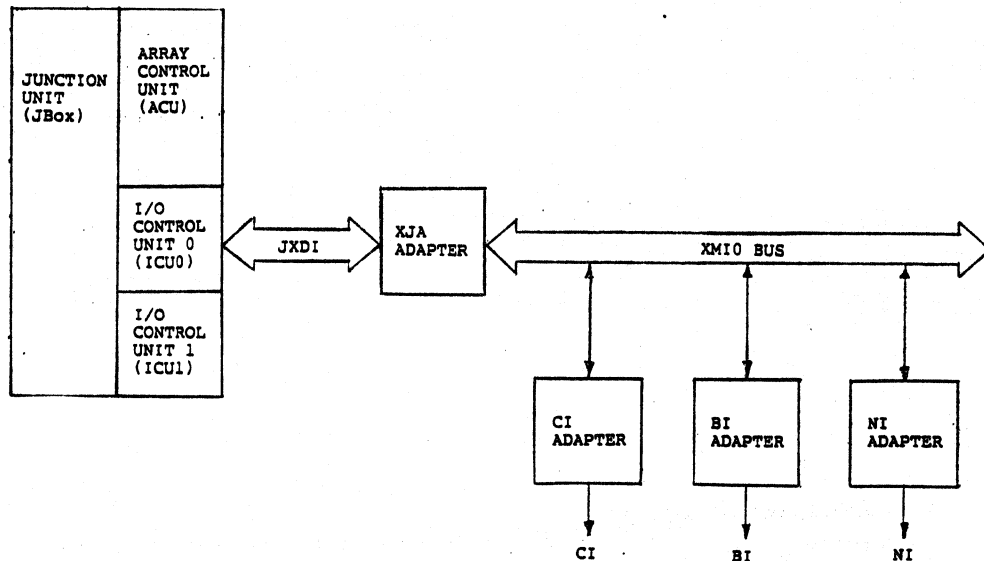 JUNCTION
UNIT
(JBox)
ARRAY
CONTROL
UNIT
(ACU)
I/O
CONTROL
UNIT 0
(ICU0)
I/O
CONTROL
UNIT 1
(ICU1)
JXDI
XJA
ADAPTER
XMI0 BUS
CI
ADAPTER
BI
ADAPTER
NI
ADAPTER
CI
BI
NI